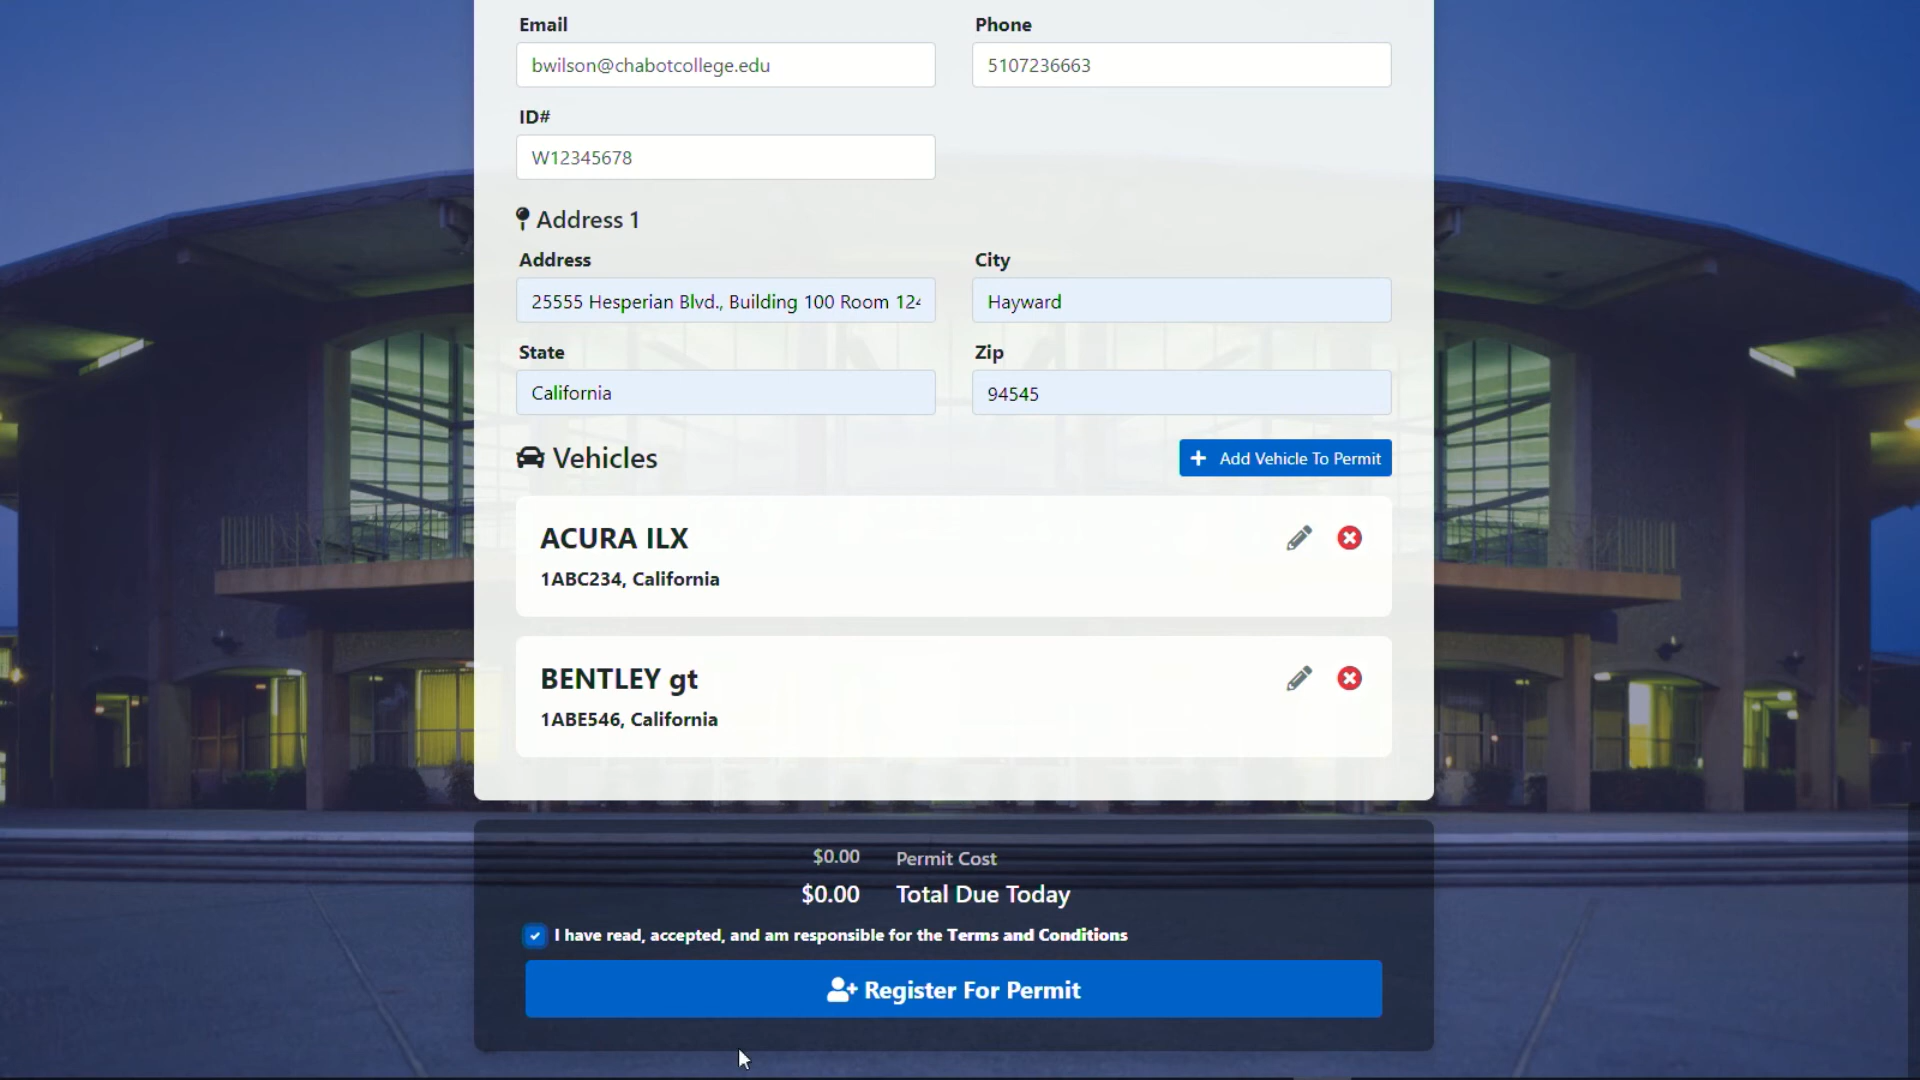 Email Phone
bwilson@chabotcollege.edu 5107236663
ID#
W12345678
Address 1
Address City
25555 Hesperian Blvd., Building 100 Room 124 Hayward
State Zip
California 94545
Vehicles Add Vehicle To Permit
ACURA ILX
1ABC234, California
BENTLEY gt
1ABE546, California
$0.00 Permit Cost
$0.00 Total Due Today
I have read, accepted, and am responsible for the Terms and Conditions
Register For Permit